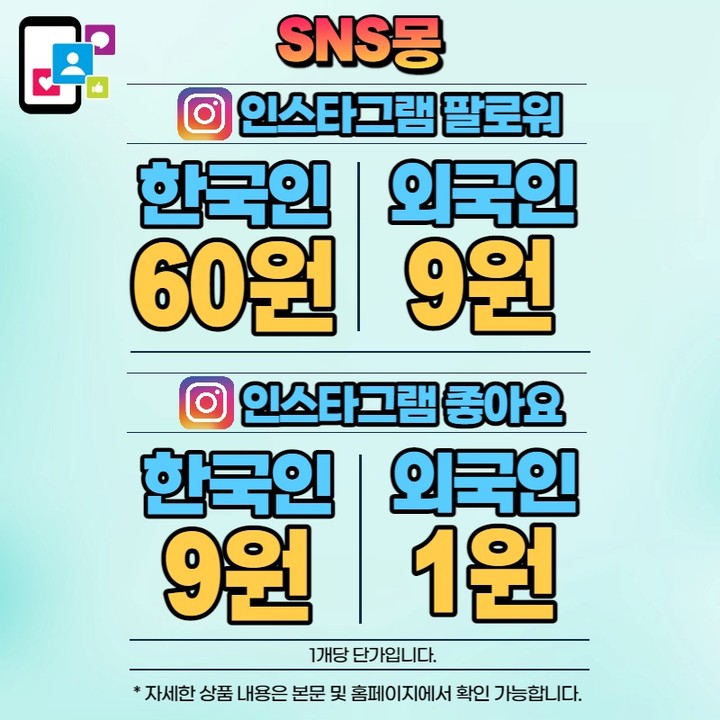 SNS몽
인스타그램 팔로워
한국인
60원
외국인
9원
인스타그램 좋아요
한국인
9원
외국인
1원
1개당 단가입니다.
* 자세한 상품 내용은 본문 및 홈페이지에서 확인 가능합니다.